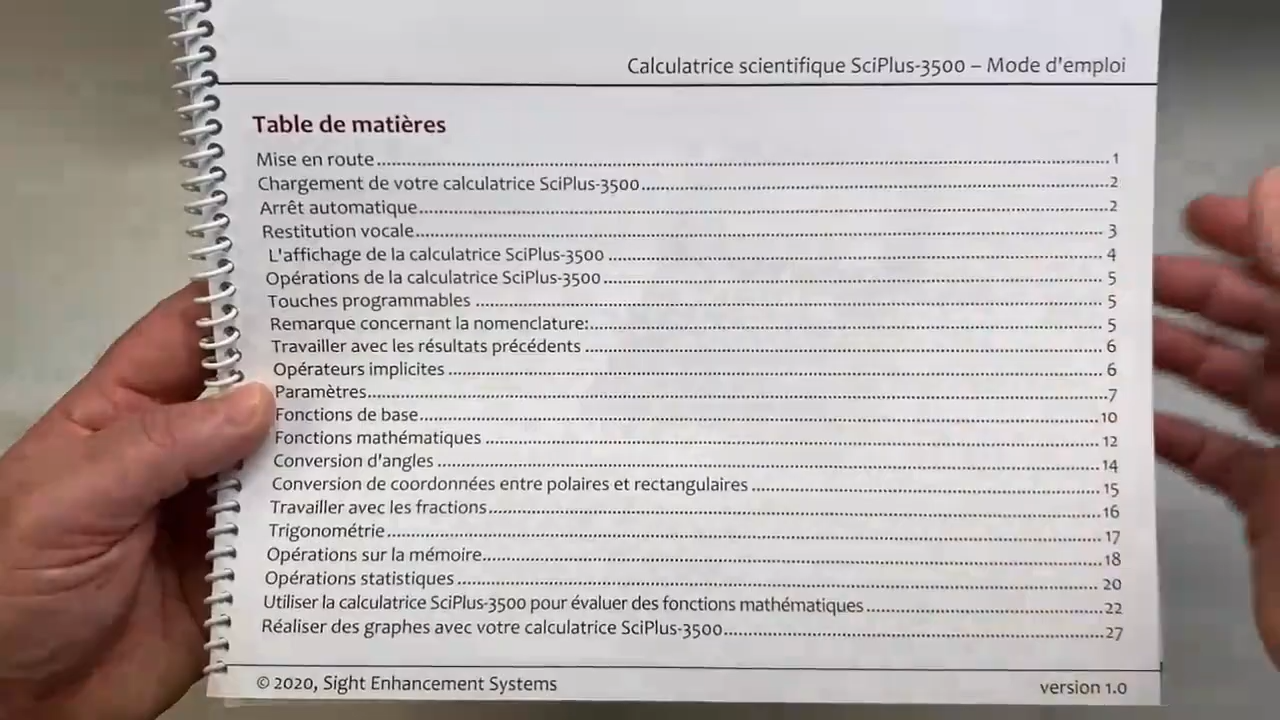 Calculatrice scientifique SciPlus-3500 – Mode d'emploi
Table de matières
Mise en route........................................................................................................................ 1
Chargement de votre calculatrice SciPlus-3500........................................................................ 2
Arrêt automatique........................................................................................................................ 2
Restitution vocale........................................................................................................................ 3
L'affichage de la calculatrice SciPlus-3500 ........................................................................ 4
Opérations de la calculatrice SciPlus-3500........................................................................ 5
Touches programmables ........................................................................................................ 5
Remarque concernant la nomenclature:........................................................................ 5
Travailler avec les résultats précédents ........................................................................ 6
Opérateurs implicites ........................................................................................................ 6
Paramètres........................................................................................................................ 7
Fonctions de base........................................................................................................ 10
Fonctions mathématiques ........................................................................................ 12
Conversion d'angles ........................................................................................................ 14
Conversion de coordonnées entre polaires et rectangulaires ........................................ 15
Travailler avec les fractions........................................................................................ 16
Trigonométrie........................................................................................................................ 17
Opérations sur la mémoire........................................................................................ 18
Opérations statistiques ........................................................................................................ 20
Utiliser la calculatrice SciPlus-3500 pour évaluer des fonctions mathématiques ........................ 22
Réaliser des graphes avec votre calculatrice SciPlus-3500........................................................ 27
© 2020, Sight Enhancement Systems
version 1.0